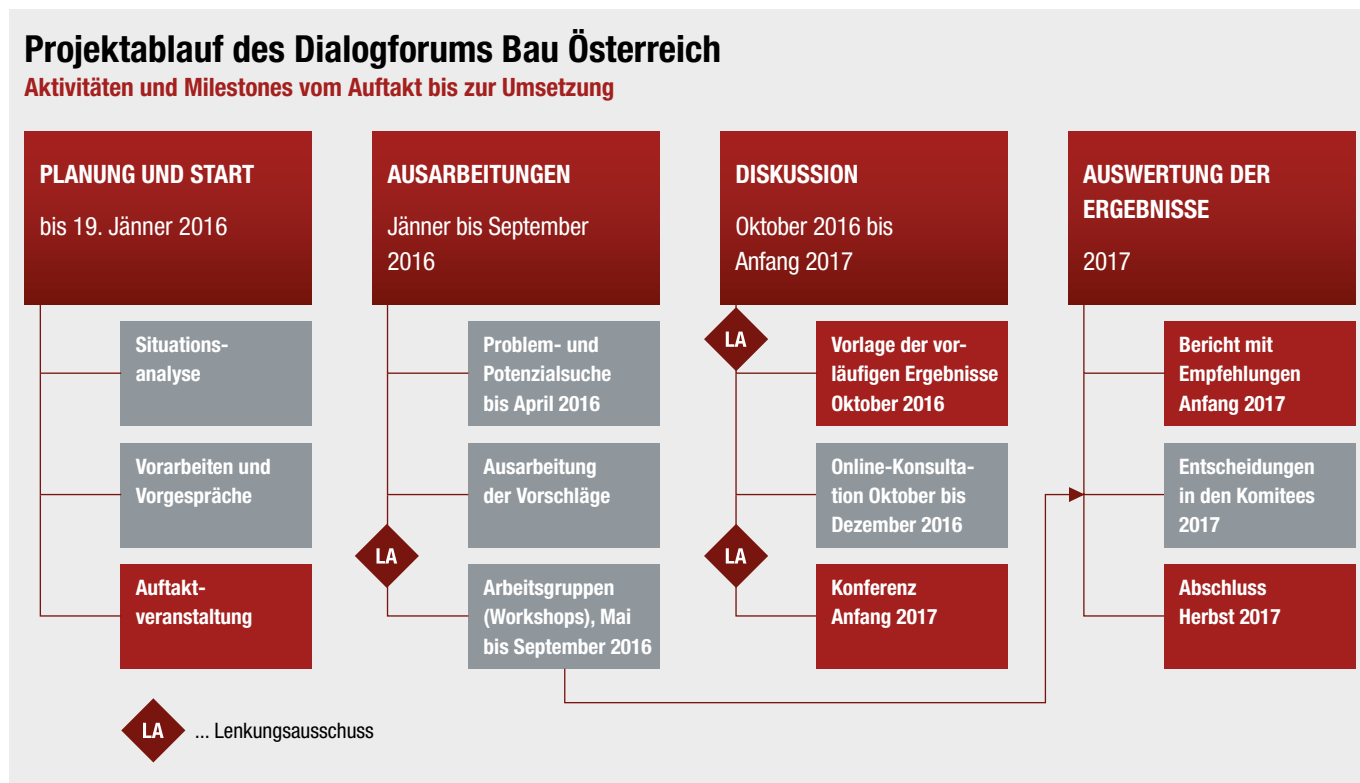 Projektablauf des Dialogforums Bau Österreich
Aktivitäten und Milestones vom Auftakt bis zur Umsetzung
PLANUNG UND START
bis 19. Jänner 2016
Situations-
analyse
Vorarbeiten und
Vorgespräche
Auftakt-
veranstaltung
AUSARBEITUNGEN
Jänner bis September
2016
Problem- und
Potenzialsuche
bis April 2016
Ausarbeitung
der Vorschläge
LA
Arbeitsgruppen
(Workshops), Mai
bis September 2016
DISKUSSION
Oktober 2016 bis
Anfang 2017
LA
Vorlage der vor-
läufigen Ergebnisse
Oktober 2016
Online-Konsulta-
tion Oktober bis
Dezember 2016
LA
Konferenz
Anfang 2017
AUSWERTUNG DER
ERGEBNISSE
2017
Bericht mit
Empfehlungen
Anfang 2017
Entscheidungen
in den Komitees
2017
Abschluss
Herbst 2017
LA ... Lenkungsausschuss